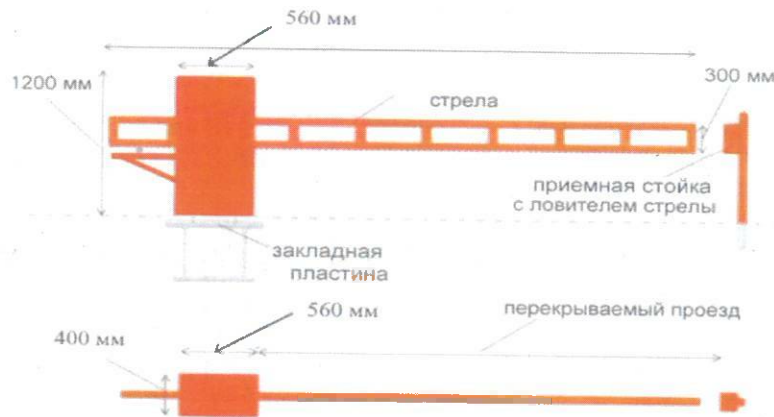 560 мм
1200 мм
300 мм
стрела
приемная стойка
с ловителем стрелы
закладная
пластина
560 мм
перекрываемый проезд
400 мм